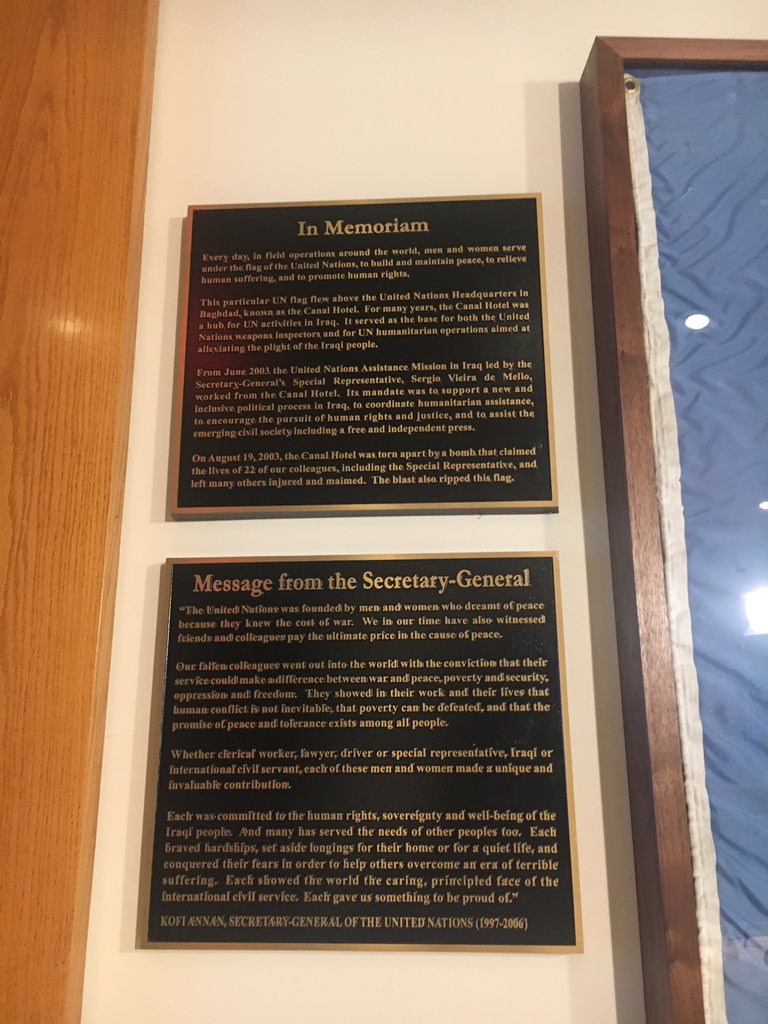 In Memoriam
Every day, in field operations around the world, men and women serve
under the flag of the United Nations, to build and maintain peace, to relieve
human suffering, and to promote human rights.
This particular UN flag flew above the United Nations Headquarters in
Baghdad, known as the Canal Hotel. For many years, the Canal Hotel was
a hub for UN activities in Iraq. It served as the base for both the United
Nations weapons inspectors and for UN humanitarian operations aimed at
alleviating the plight of the Iraqi people.
From June 2003 the United Nations Assistance Mission in Iraq led by the
Secretary-General's Special Representative, Sergio Vieira de Mello,
worked from the Canal Hotel. Its mandate was to support a new and
inclusive political process in Iraq, to coordinate humanitarian assistance,
to encourage the pursuit of human rights and justice, and to assist the
emerging civil society including a free and independent press.
On August 19, 2003, the Canal Hotel was torn apart by a bomb that claimed
the lives of 22 of our colleagues, including the Special Representative, and
left many others injured and maimed. The blast also ripped this flag.
Message from the Secretary-General
"The United Nations was founded by men and women who dreamt of peace
because they knew the cost of war. We in our time have also witnessed
friends and colleagues pay the ultimate price in the cause of peace.
Our fallen colleagues went out into the world with the conviction that their
service could make a difference between war and peace, poverty and security,
oppression and freedom. They showed in their work and their lives that
human conflict is not inevitable, that poverty can be defeated, and that the
promise of peace and tolerance exists among all people.
Whether clerical worker, lawyer, driver or special representative, Iraqi or
international civil servant, each of these men and women made a unique and
invaluable contribution.
Each was committed to the human rights, sovereignty and well-being of the
Iraqi people. And many has served the needs of other peoples too. Each
braved hardships, set aside longings for their home or for a quiet life, and
conquered their fears in order to help others overcome an era of terrible
suffering. Each showed the world the caring, principled face of the
international civil service. Each gave us something to be proud of."
KOFI ANNAN, SECRETARY-GENERAL OF THE UNITED NATIONS (1997-2006)